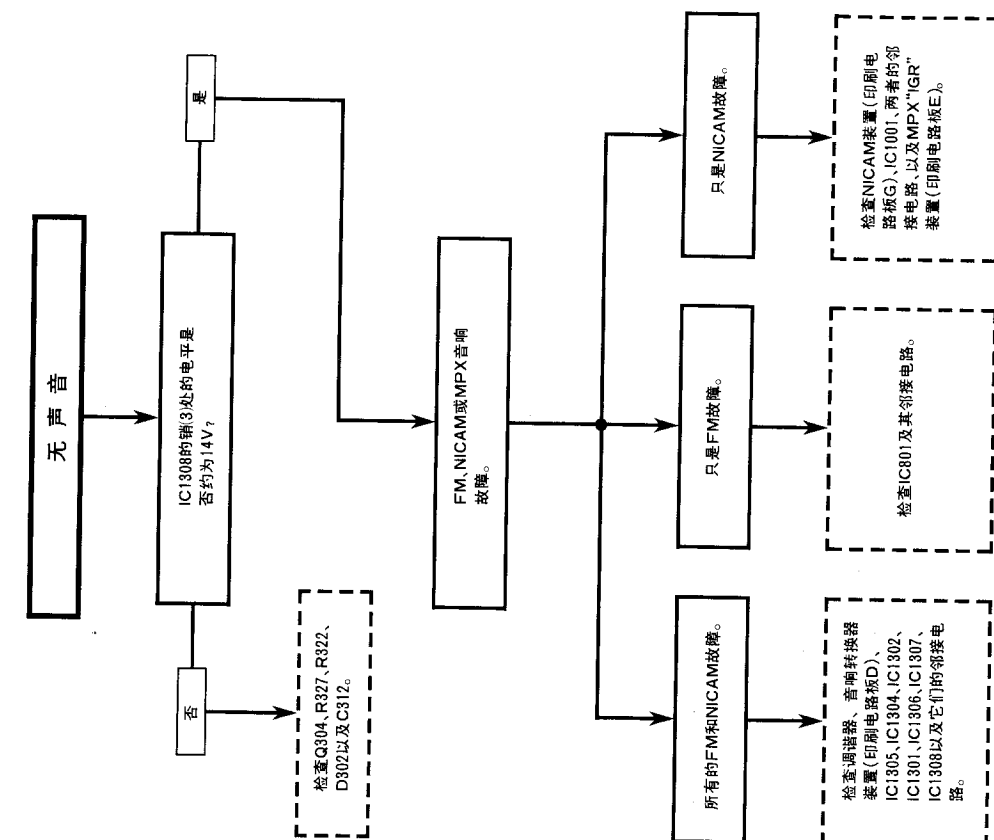 无声音
IC1308的销(3)处的电平是
否约为14V?
否
是
检查Q304、R327、R322、
D302以及C312。
FM、NICAM或MPX音响
故障。
所有的FM和NICAM故障。
只是FM故障。
只是NICAM故障。
检查调谐器、音响转换器
装置(印刷电路板D)、
IC1305、IC1304、IC1302、
IC1301、IC1306、IC1307、
IC1308以及它们的邻接电
路。
检查IC801及其邻接电路。
检查NICAM装置(印刷电
路板G)、IC1001、两者的邻
接电路、以及MPX“IGR”
装置(印刷电路板E)。